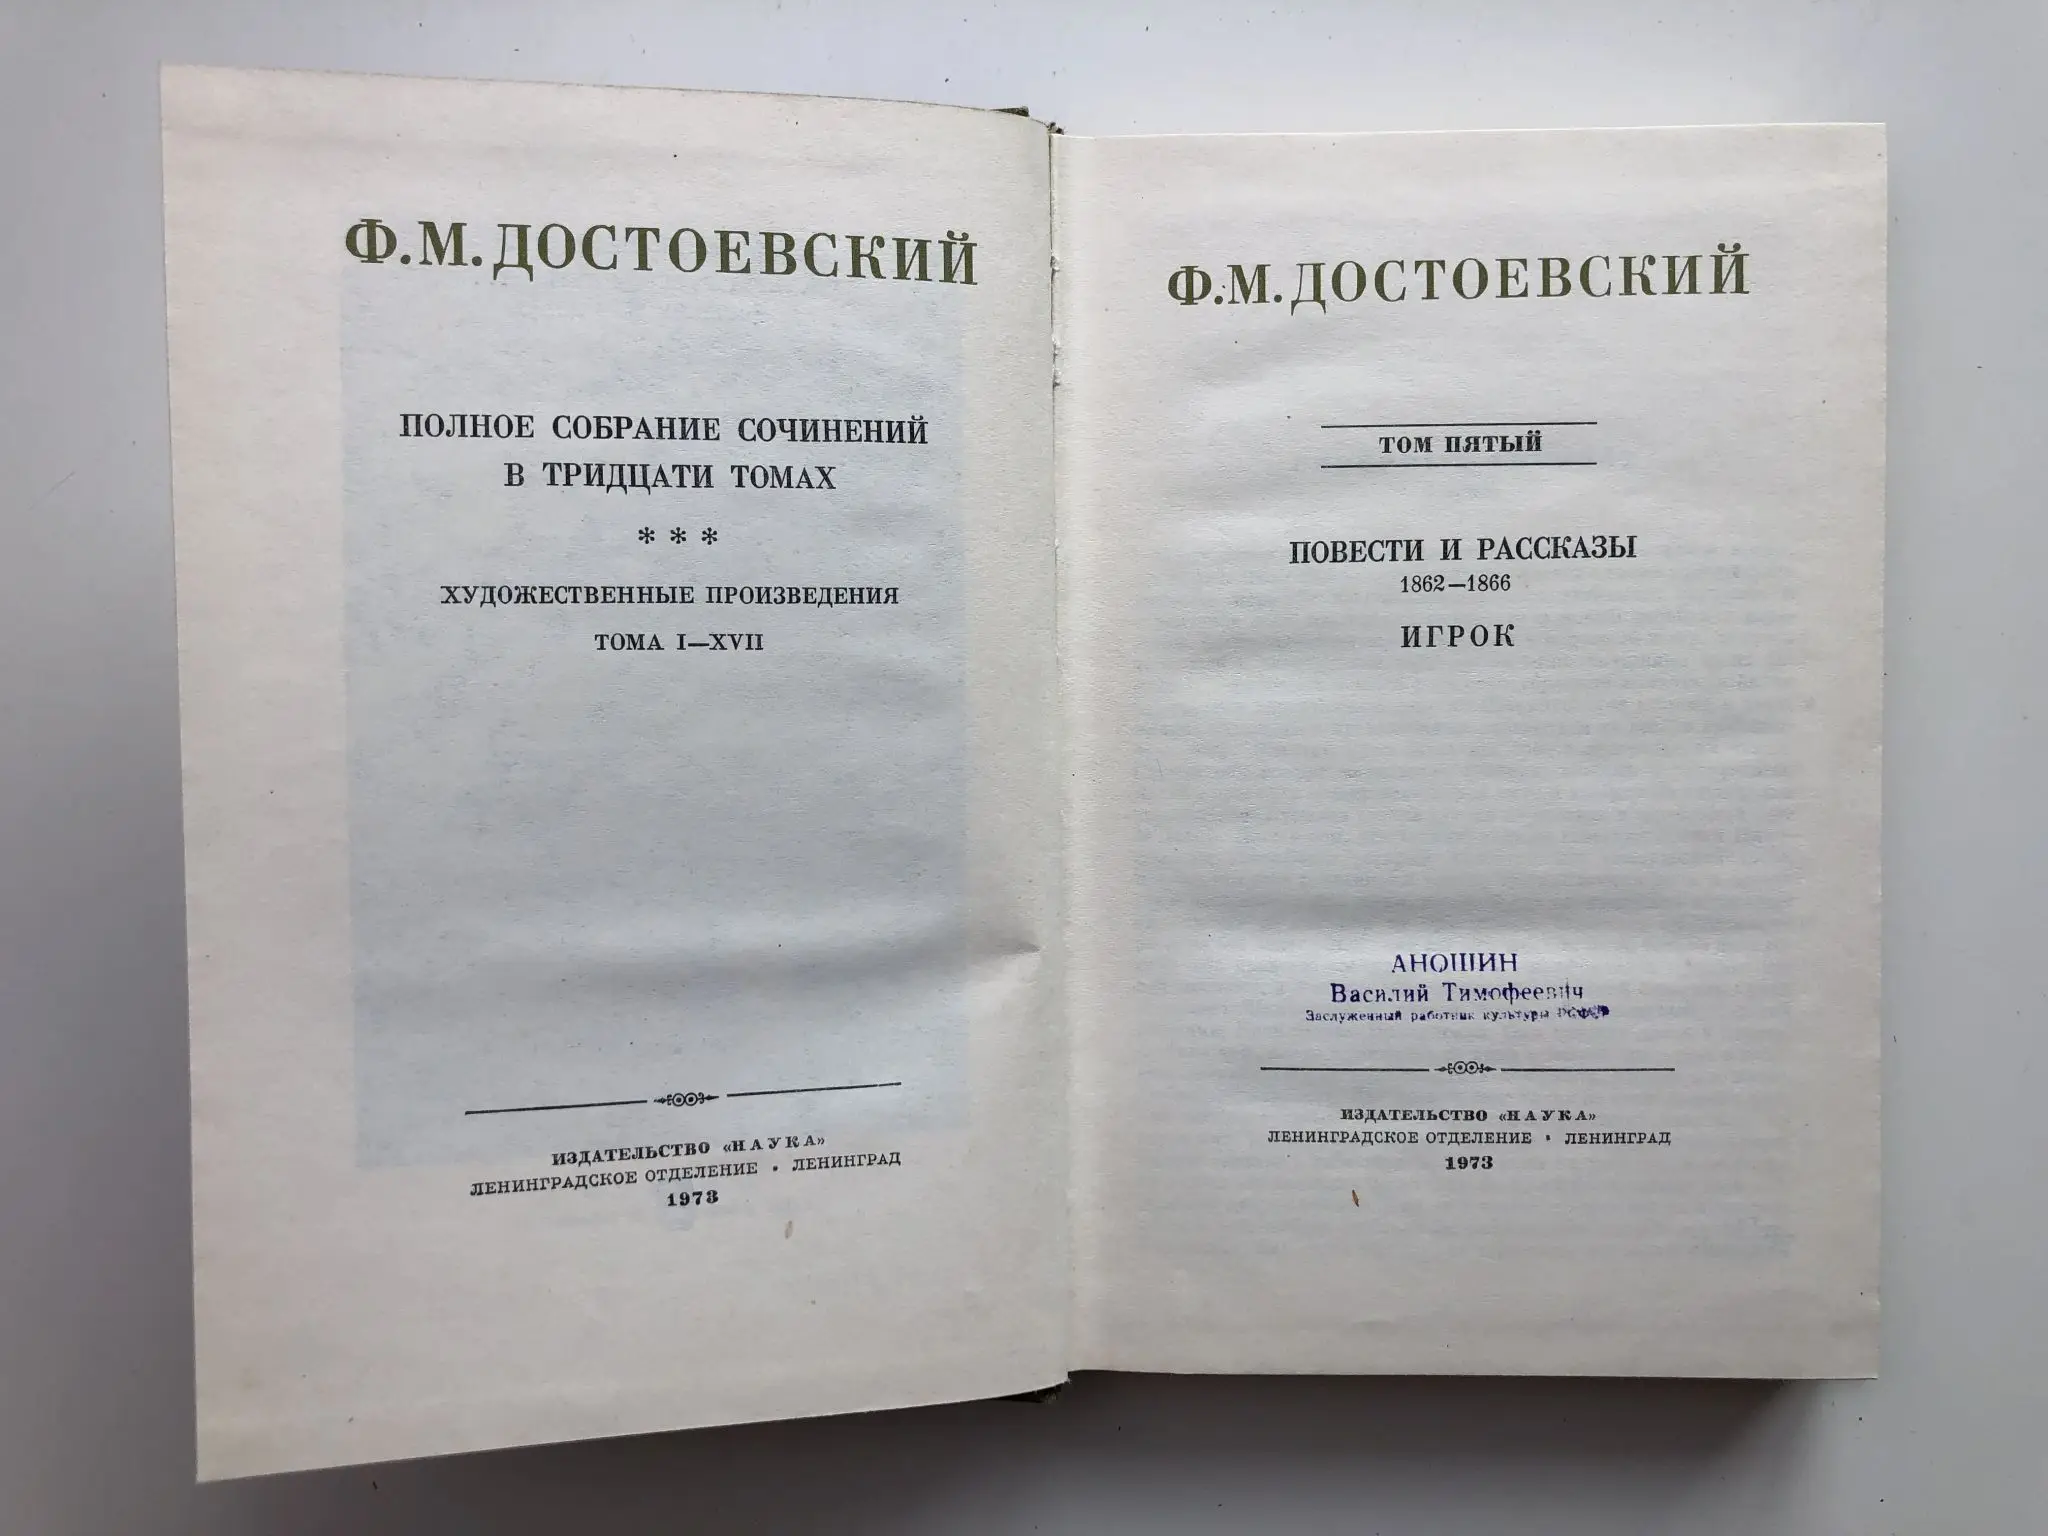 Ф.М.ДОСТОЕВСКИЙ
ПОЛНОЕ СОБРАНИЕ СОЧИНЕНИЙ
В ТРИДЦАТИ ТОМАХ
* * *
ХУДОЖЕСТВЕННЫЕ ПРОИЗВЕДЕНИЯ
ТОМА I—XVII
ИЗДАТЕЛЬСТВО «НАУКА»
ЛЕНИНГРАДСКОЕ ОТДЕЛЕНИЕ • ЛЕНИНГРАД
1973
Ф.М.ДОСТОЕВСКИЙ
ТОМ ПЯТЫЙ
ПОВЕСТИ И РАССКАЗЫ
1862—1866
ИГРОК
АНОШИН
Василий Тимофеевич
Заслуженный работник культуры РСФСР
ИЗДАТЕЛЬСТВО «НАУКА»
ЛЕНИНГРАДСКОЕ ОТДЕЛЕНИЕ • ЛЕНИНГРАД
1973